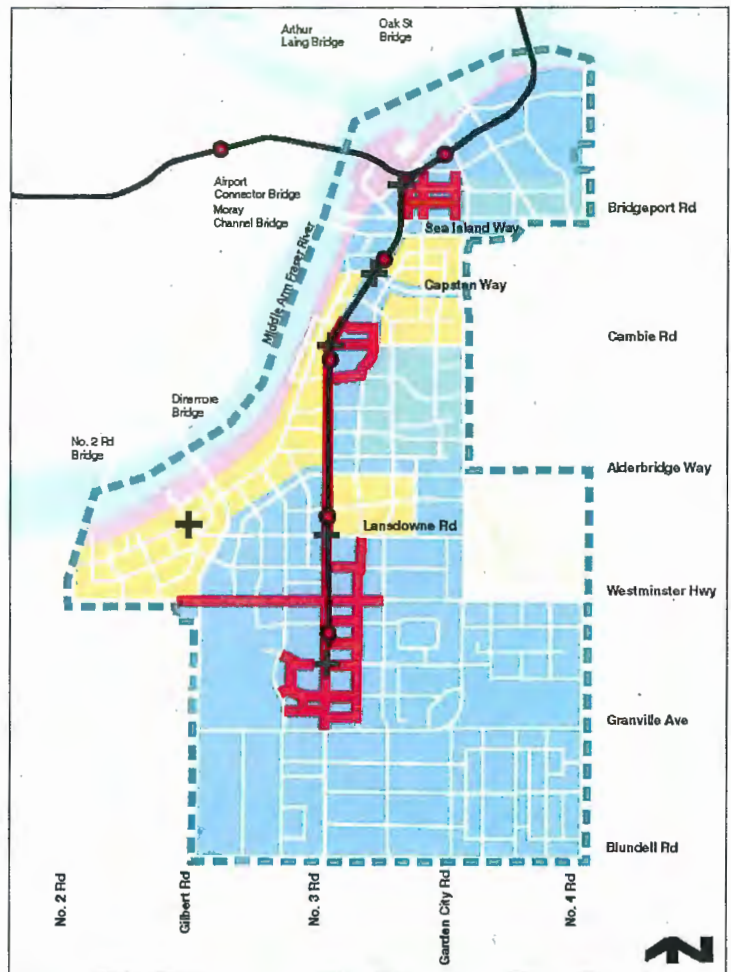 Arthur
Laing Bridge
Oak St
Bridge
Airport
Connector Bridge
Moray
Channel Bridge
Bridgeport Rd
Sea Island Way
Middle Arm Fraser River
Capstan Way
Cambie Rd
Dinsmore
Bridge
No. 2 Rd
Bridge
Alderbridge Way
Lansdowne Rd
Westminster Hwy
Granville Ave
Blundell Rd
No. 2 Rd
Gilbert Rd
No. 3 Rd
Garden City Rd
No. 4 Rd
N